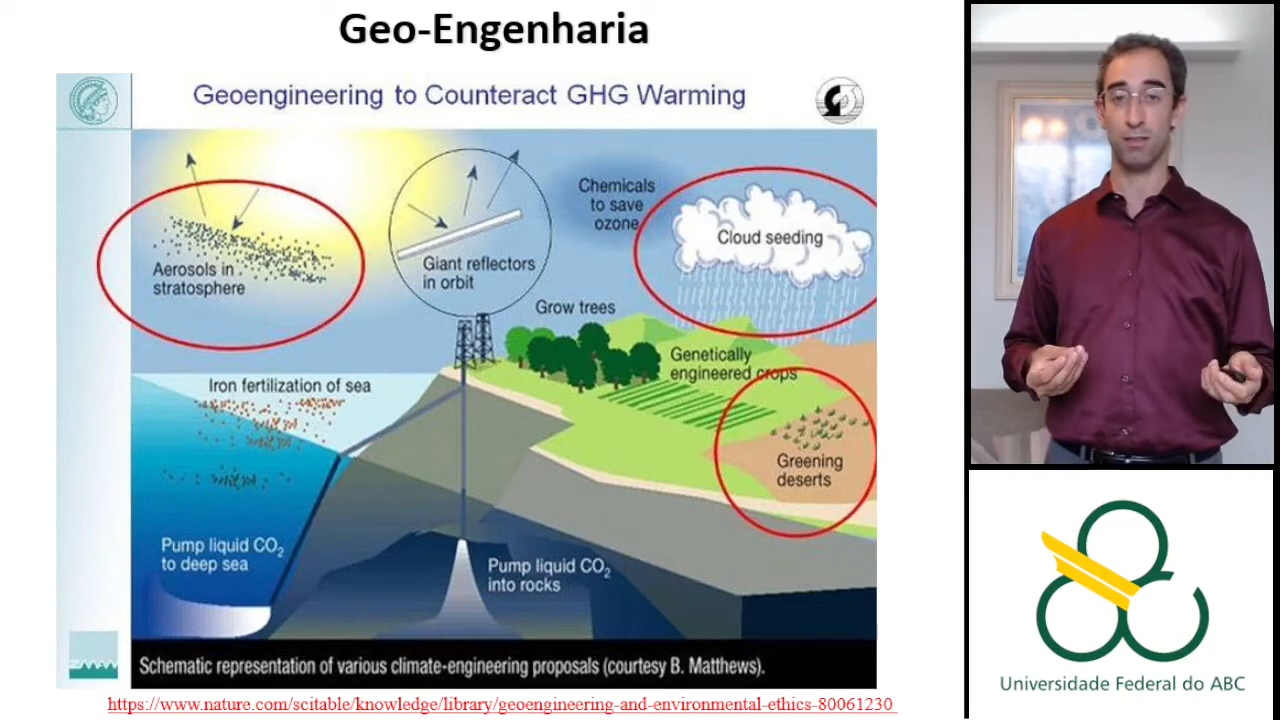 Geo-Engenharia
Geoengineering to Counteract GHG Warming
Chemicals
to save
ozone
Cloud seeding
Aerosols in
stratosphere
Giant reflectors
in orbit
Grow trees
Genetically
engineered crops
Iron fertilization of sea
Greening
deserts
Pump liquid CO₂
to deep sea
Pump liquid CO₂
into rocks
Schematic representation of various climate-engineering proposals (courtesy B. Matthews).
https://www.nature.com/scitable/knowledge/library/geoengineering-and-environmental-ethics-80061230
Universidade Federal do ABC